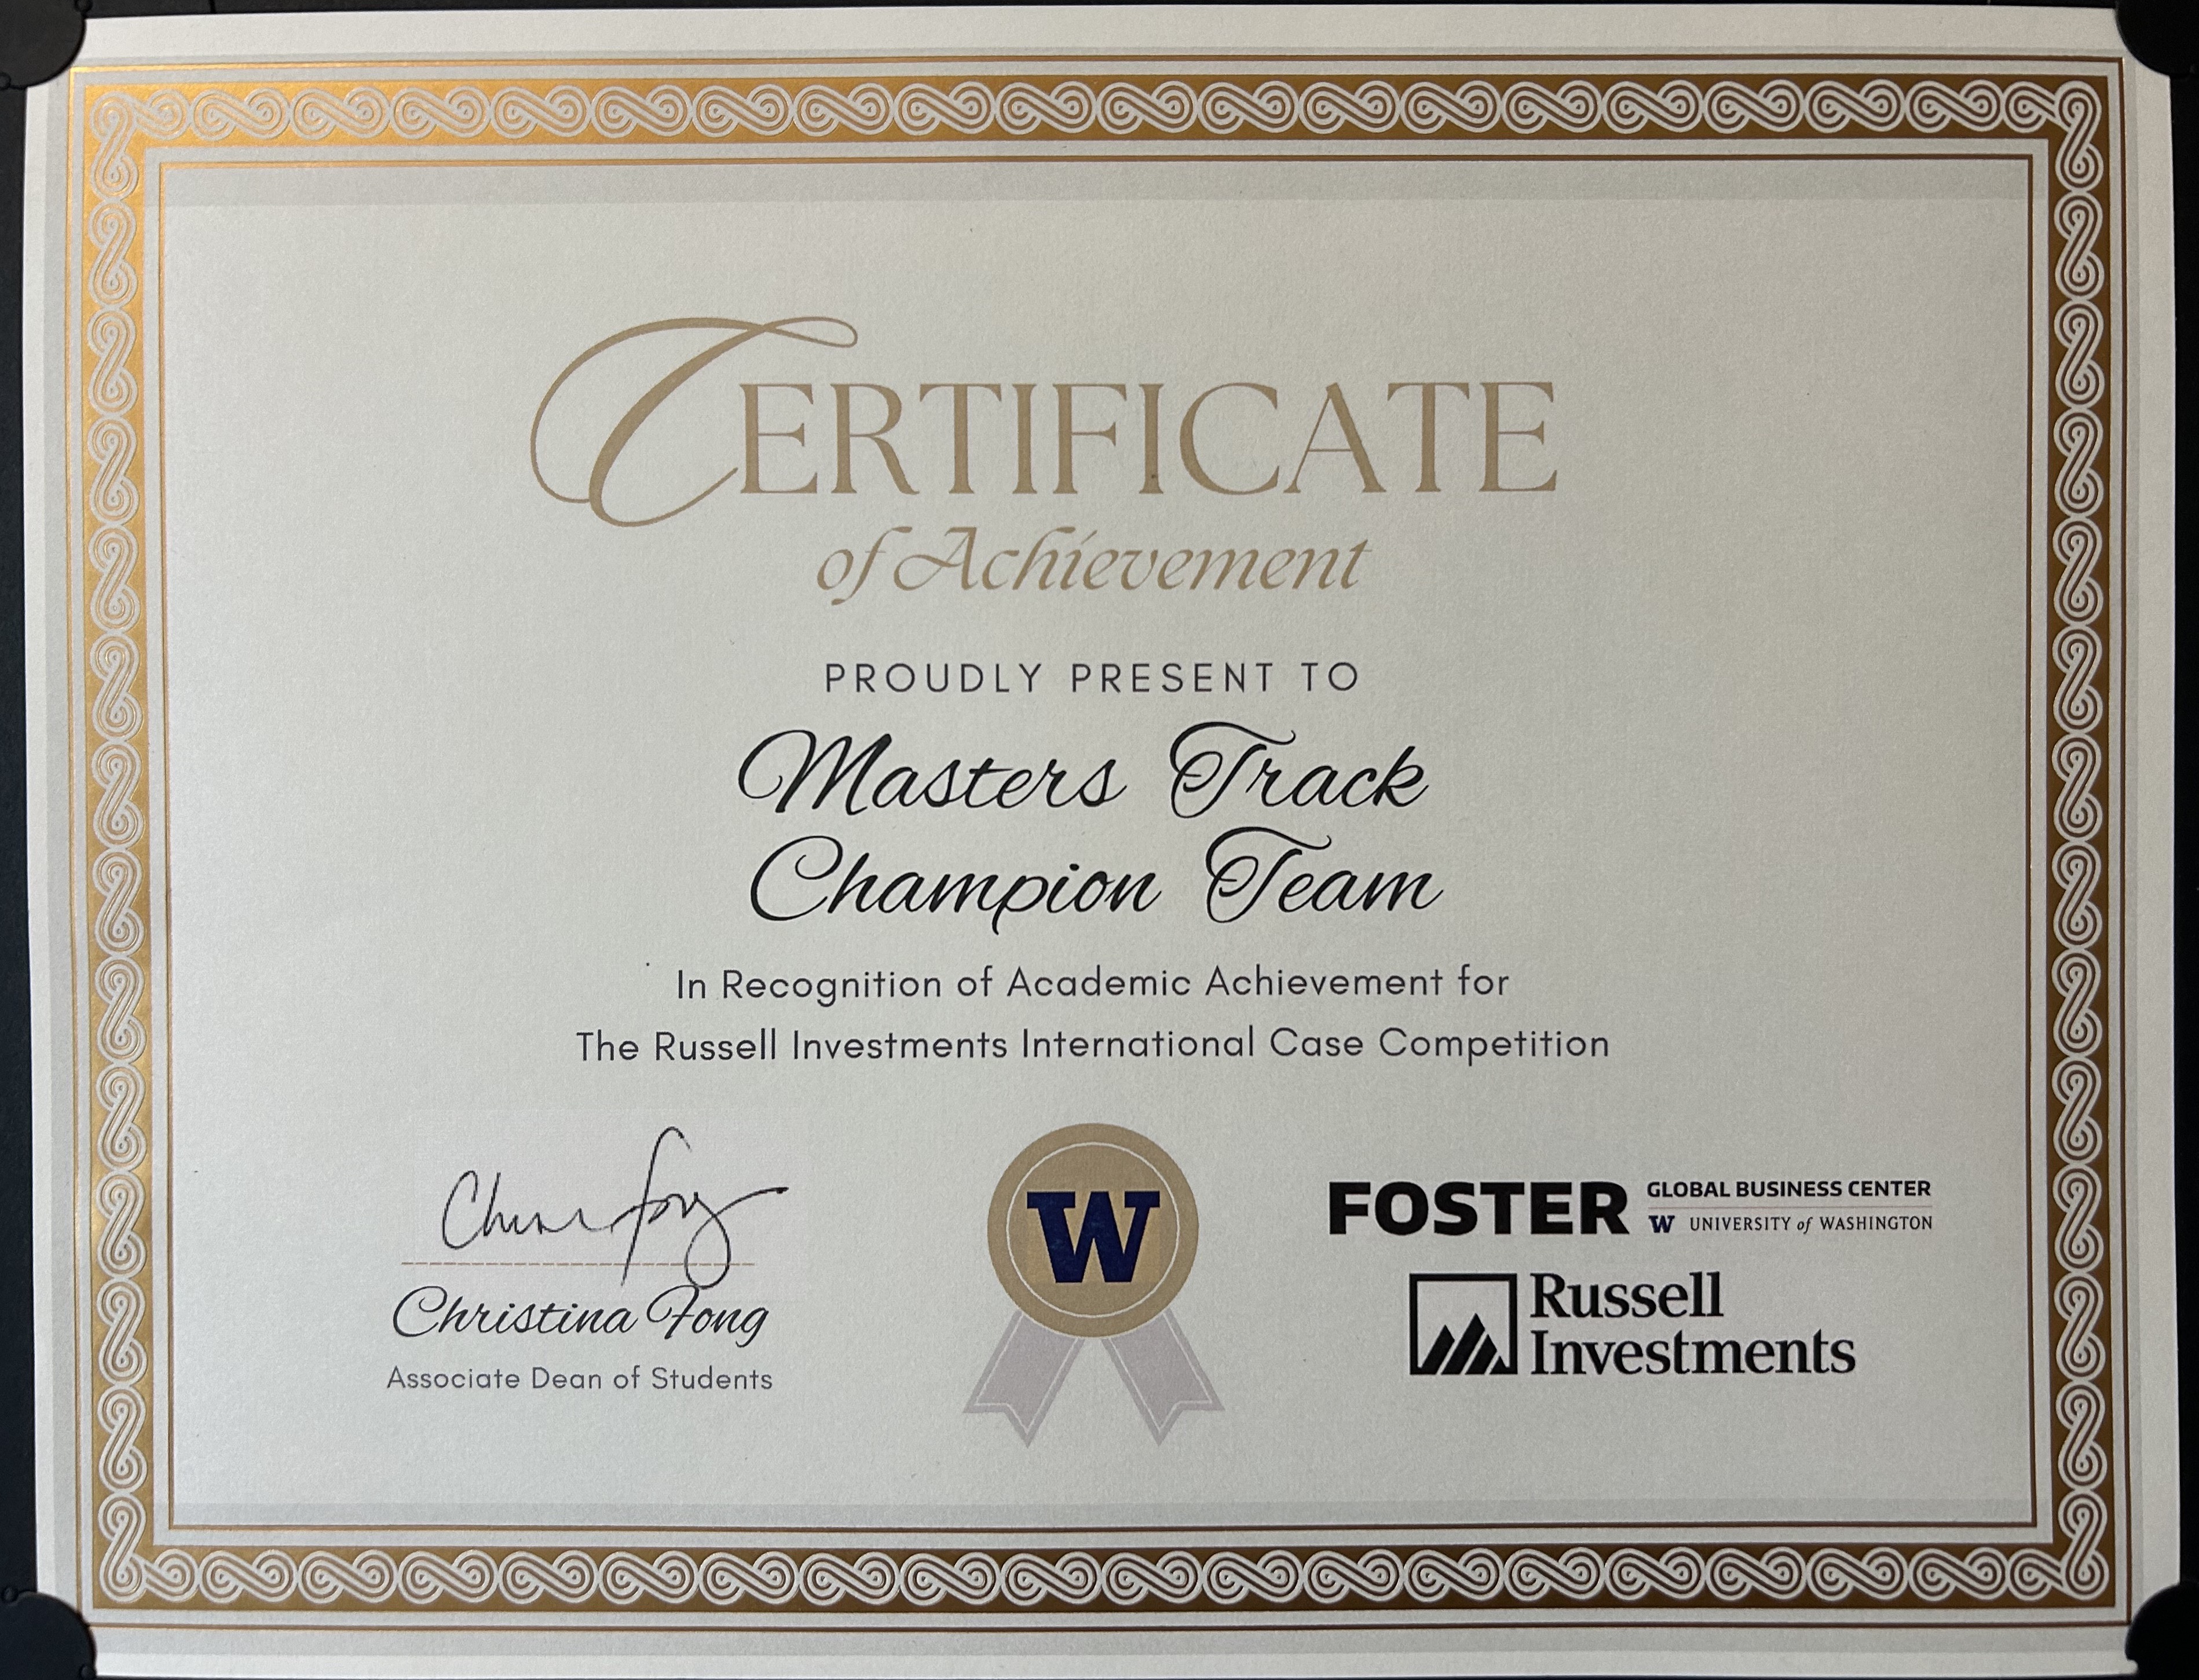 CERTIFICATE
of Achievement
PROUDLY PRESENT TO
Masters Track
Champion Team
In Recognition of Academic Achievement for
The Russell Investments International Case Competition
Christina Fong
Associate Dean of Students
W
FOSTER GLOBAL BUSINESS CENTER
W UNIVERSITY of WASHINGTON
Russell
Investments